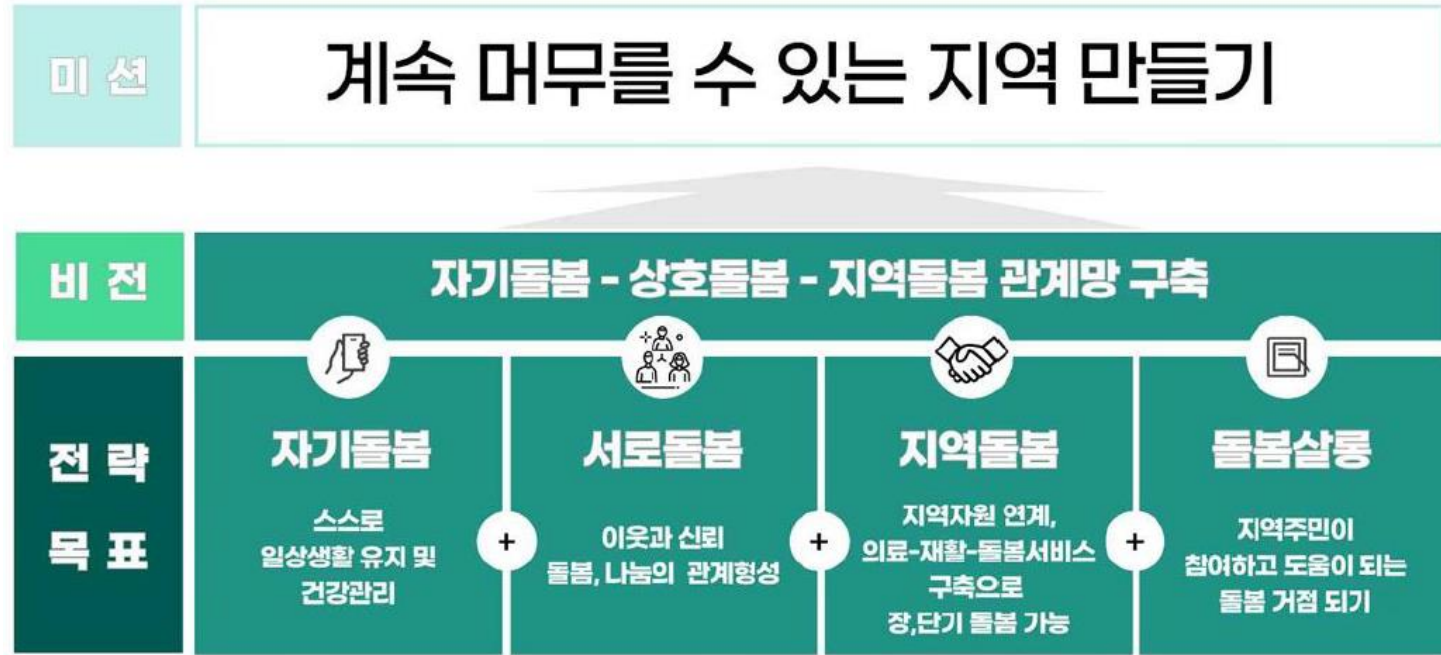 미션
계속 머무를 수 있는 지역 만들기
비전
자기돌봄 - 상호돌봄 - 지역돌봄 관계망 구축
전략
목표
자기돌봄
스스로
일상생활 유지 및
건강관리
+
서로돌봄
이웃과 신뢰
돌봄, 나눔의 관계형성
+
지역돌봄
지역자원 연계,
의료-재활-돌봄서비스
구축으로
장,단기 돌봄 가능
+
돌봄살롱
지역주민이
참여하고 도움이 되는
돌봄 거점 되기